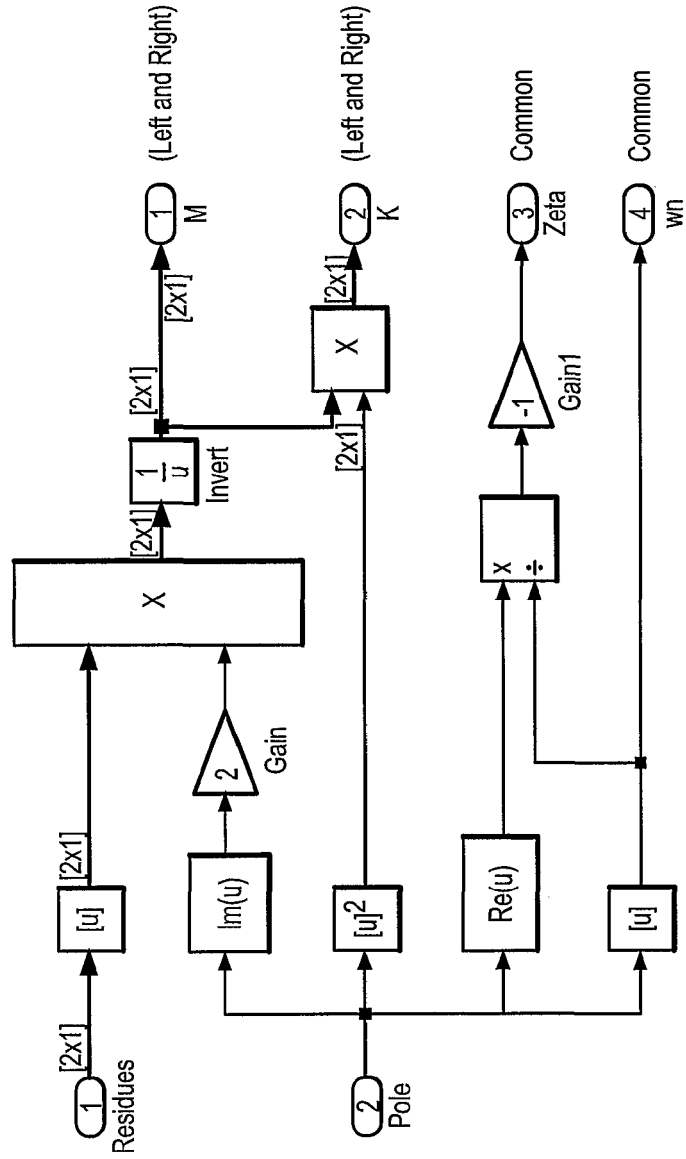 1
Residues
[2x1]
[u]
[2x1]
X
[2x1]
1
u
Invert
[2x1]
[2x1]
1
M
(Left and Right)
Im(u)
2
Gain
2
Pole
[u]2
[2x1]
X
[2x1]
2
K
(Left and Right)
Re(u)
x
÷
-1
Gain1
3
Zeta
Common
[u]
4
wn
Common